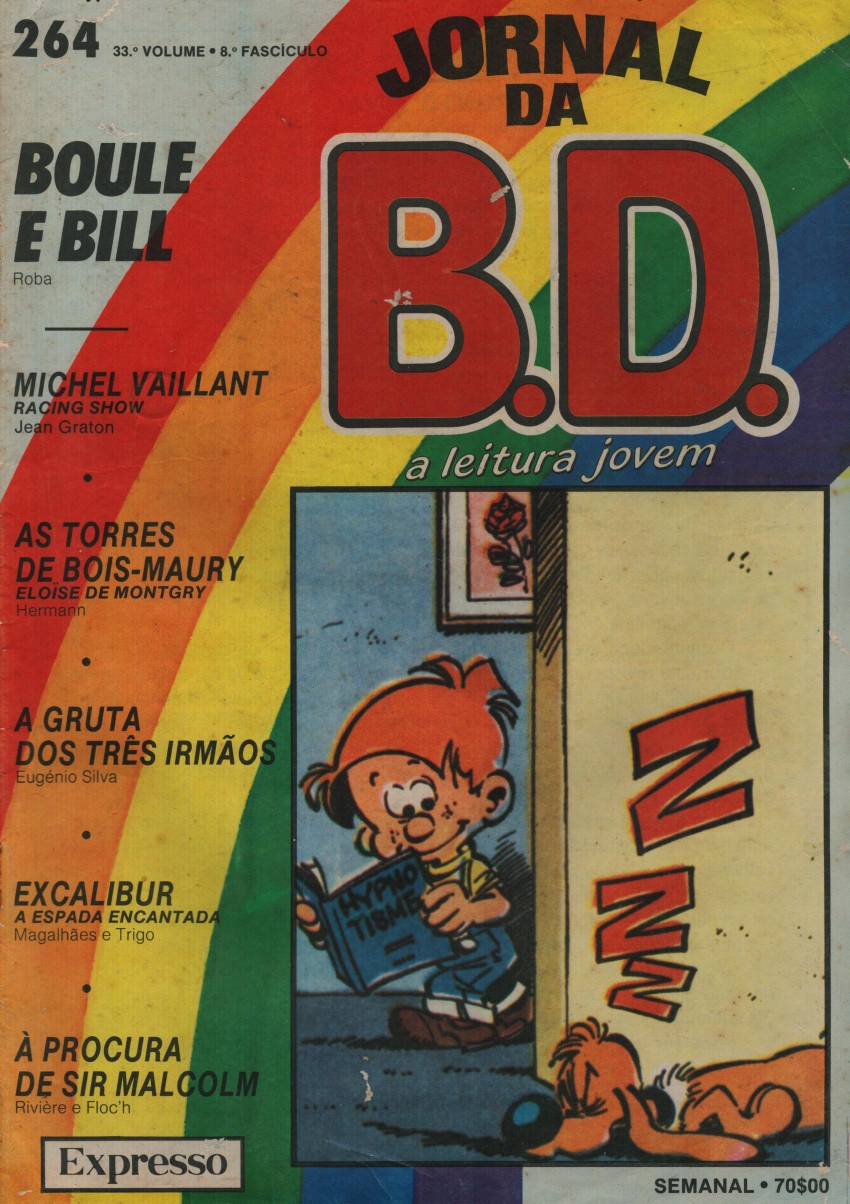 264 33.º VOLUME • 8.º FASCÍCULO
JORNAL
DA
B.D.
a leitura jovem
BOULE
E BILL
Roba
MICHEL VAILLANT
RACING SHOW
Jean Graton
•
AS TORRES
DE BOIS-MAURY
ELOÏSE DE MONTGRY
Hermann
•
A GRUTA
DOS TRÊS IRMÃOS
Eugénio Silva
•
EXCALIBUR
A ESPADA ENCANTADA
Magalhães e Trigo
•
À PROCURA
DE SIR MALCOLM
Rivière e Floc'h
Expresso
HYPNO
TISME
Z
Z
Z
Z
SEMANAL • 70$00